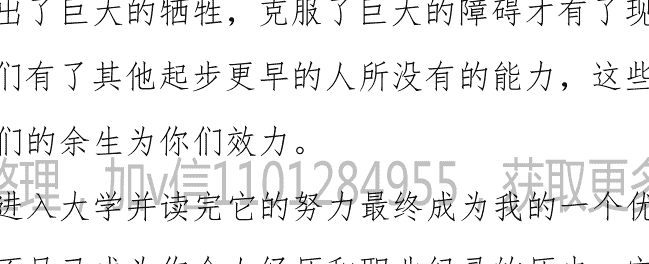 出了巨大的牺牲，克服了巨大的障碍才有了现
们有了其他起步更早的人所没有的能力，这些
们的余生为你们效力。
整理 加v信1101284955 获取更多
进入大学并读完它的努力最终成为我的一个优